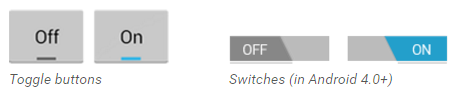 Off On
OFF ON
Toggle buttons
Switches (in Android 4.0+)